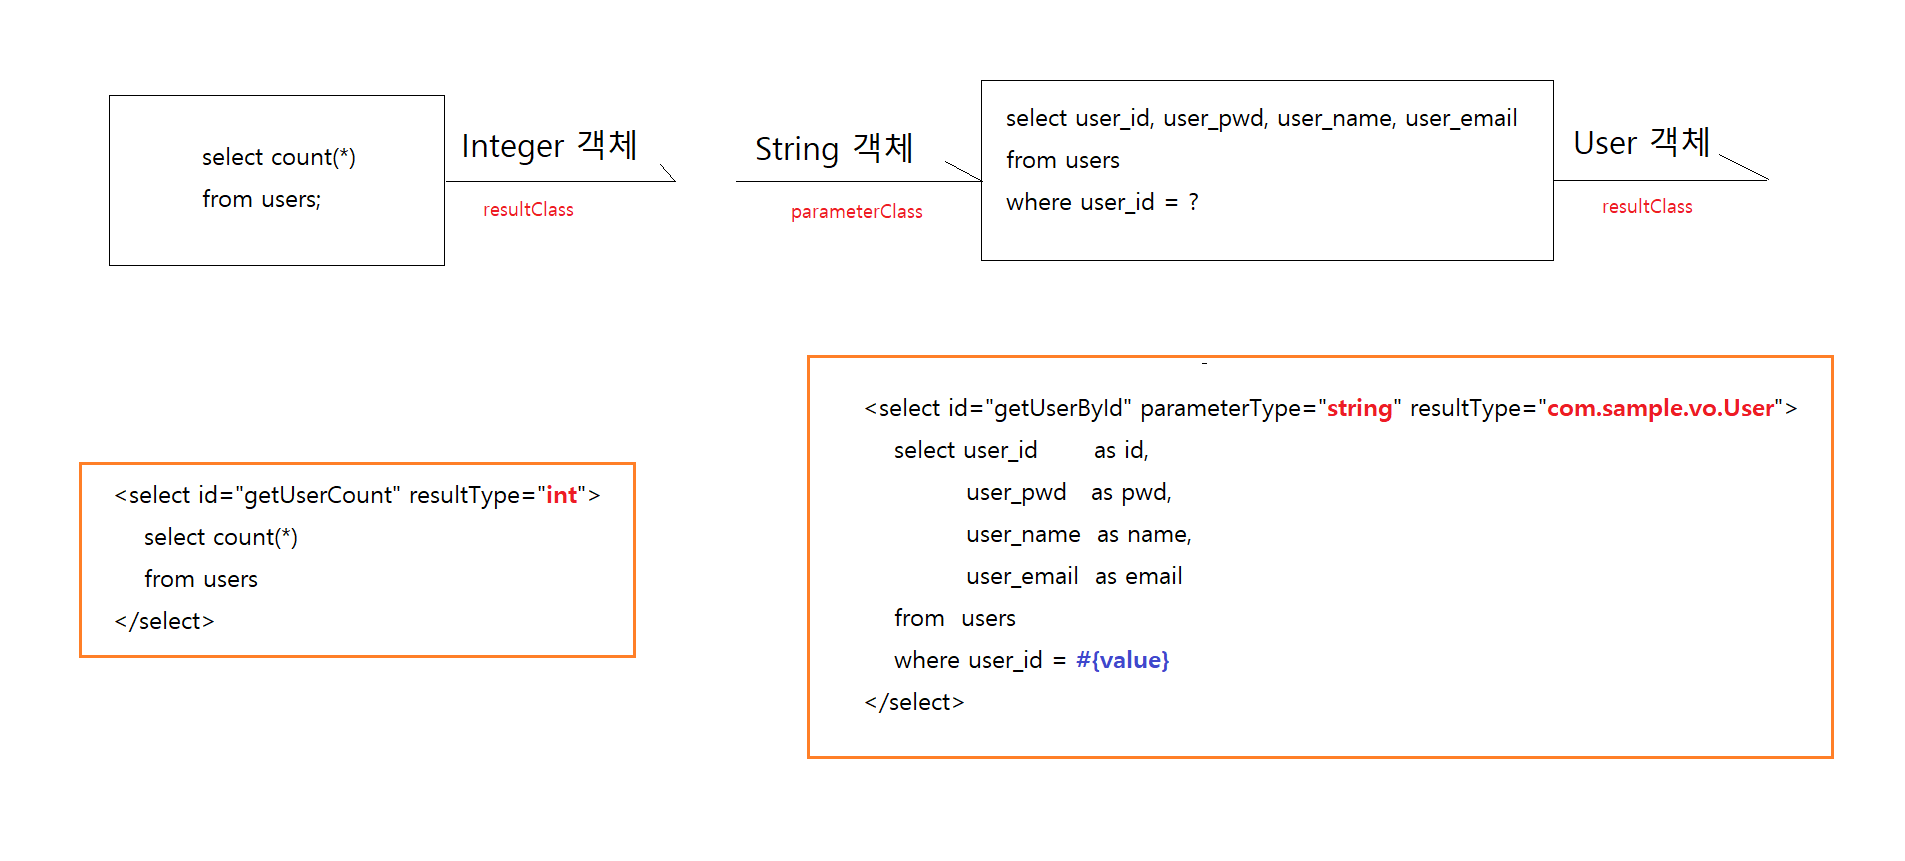 select count(*)
from users;
Integer 객체
resultClass
String 객체
parameterClass
select user_id, user_pwd, user_name, user_email
from users
where user_id = ?
User 객체
resultClass
<select id="getUserCount" resultType="int">
select count(*)
from users
</select>
<select id="getUserById" parameterType="string" resultType="com.sample.vo.User">
select user_id as id,
user_pwd as pwd,
user_name as name,
user_email as email
from users
where user_id = #{value}
</select>